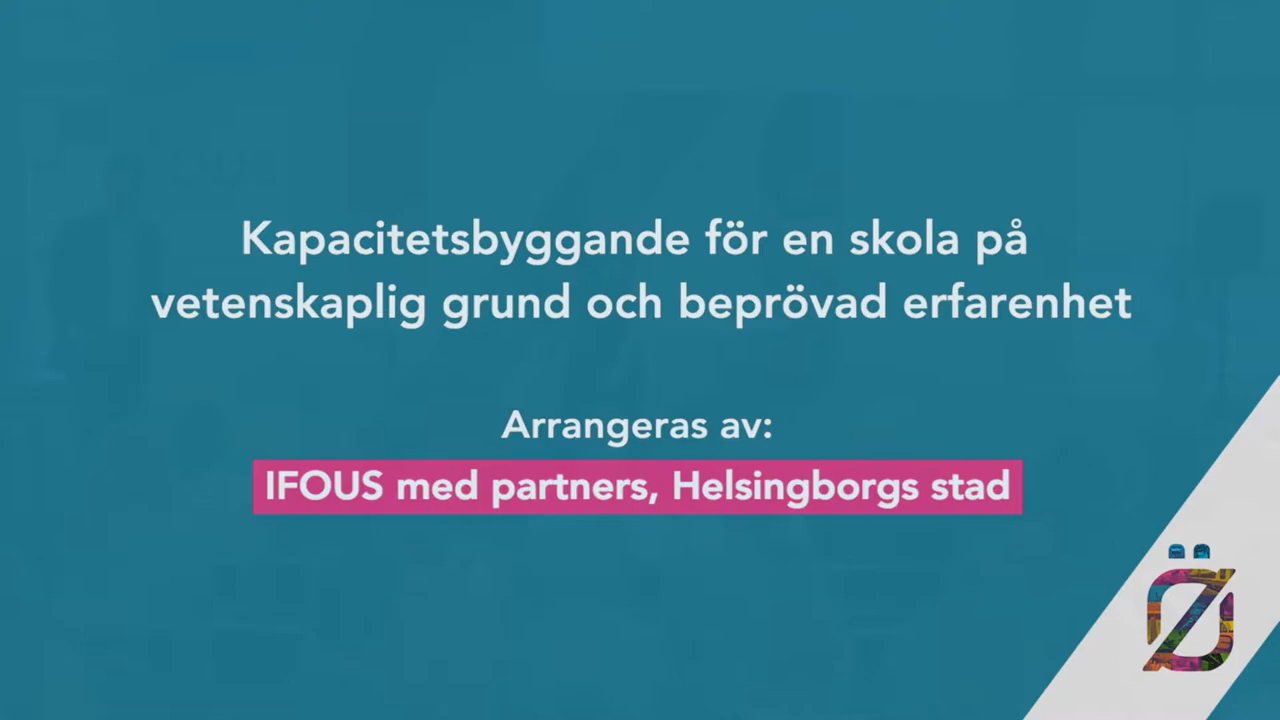 Kapacitetsbyggande för en skola på
vetenskaplig grund och beprövad erfarenhet
Arrangeras av:
IFOUS med partners, Helsingborgs stad